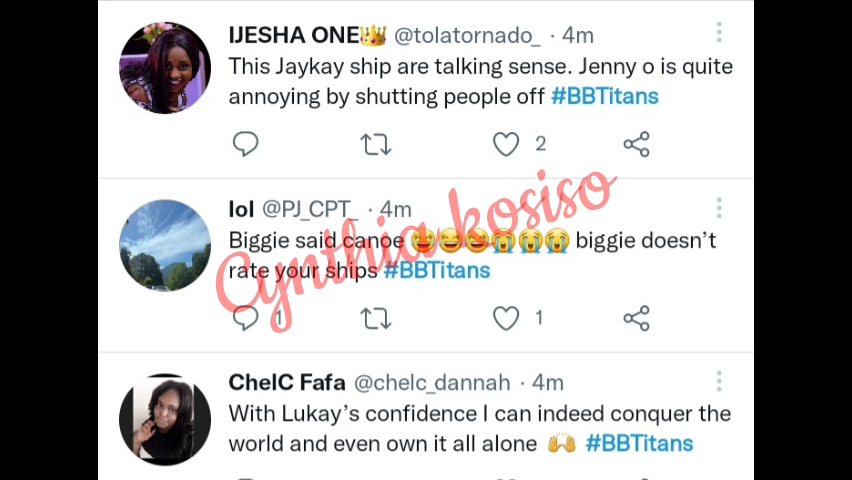 IJESHA ONE👑 @tolatornado_ · 4m
This Jaykay ship are talking sense. Jenny o is quite
annoying by shutting people off #BBTitans
2
lol @PJ_CPT_ · 4m
Biggie said canoe 😆😅😆😭😭😭 biggie doesn't
rate your ships #BBTitans
1 1
Cynthia kosiso
ChelC Fafa @chelc_dannah · 4m
With Lukay's confidence I can indeed conquer the
world and even own it all alone 🙌 #BBTitans